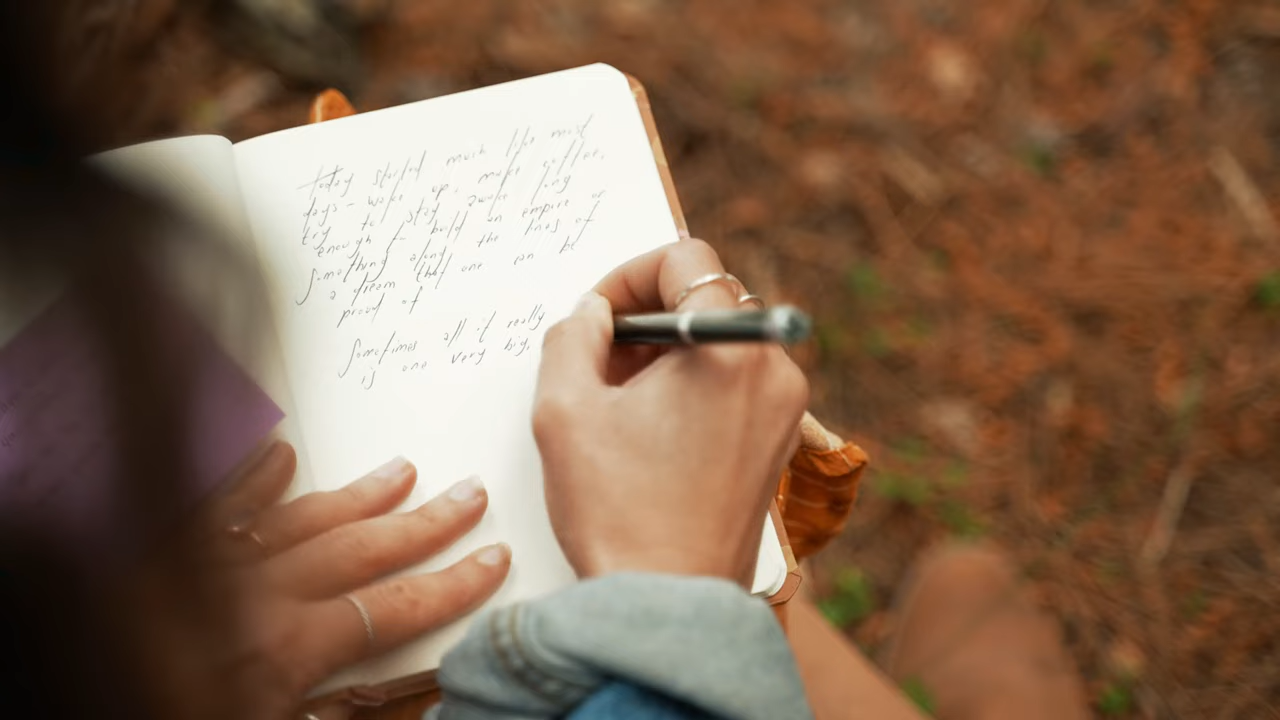 today started much like most
days - wake up, make coffee,
try to stay awake long
enough to build an empire or
something along the lines of
a dream that one can be
proud of
Sometimes all it really
is one very big,